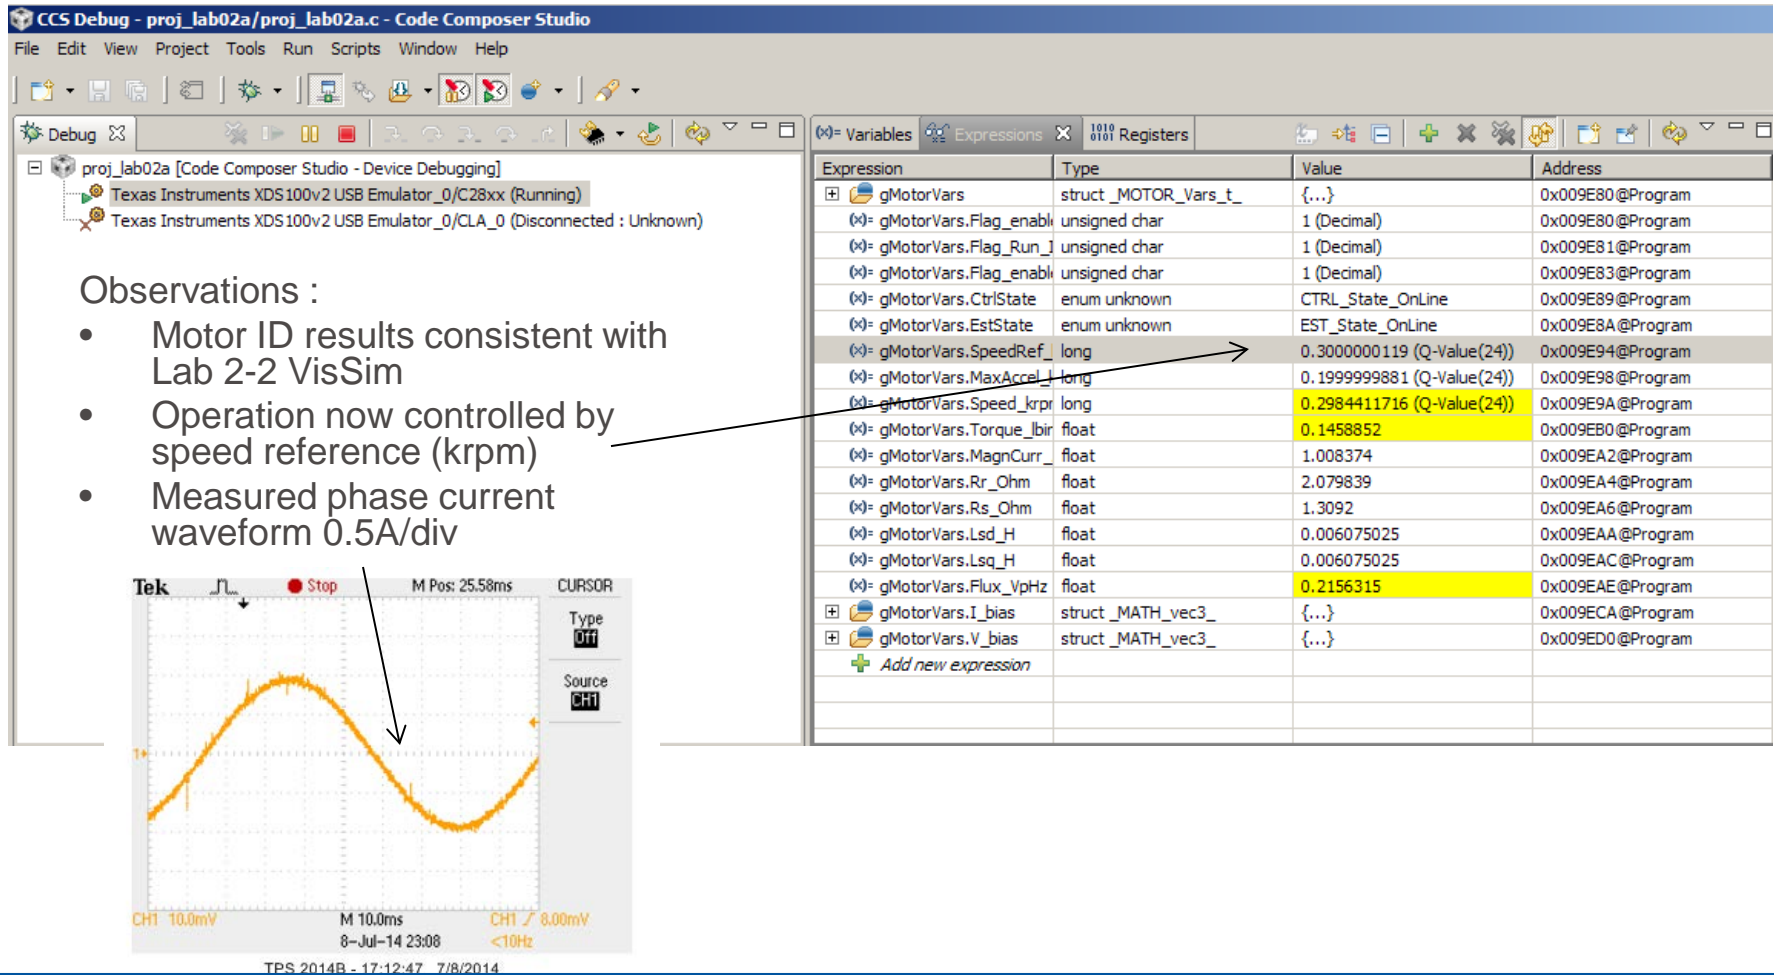 CCS Debug - proj_lab02a/proj_lab02a.c - Code Composer Studio
File Edit View Project Tools Run Scripts Window Help
Debug
proj_lab02a [Code Composer Studio - Device Debugging]
Texas Instruments XDS100v2 USB Emulator_0/C28xx (Running)
Texas Instruments XDS100v2 USB Emulator_0/CLA_0 (Disconnected : Unknown)
Observations :
• Motor ID results consistent with
Lab 2-2 VisSim
• Operation now controlled by
speed reference (krpm)
• Measured phase current
waveform 0.5A/div
(x)= Variables Expressions 1010 0101 Registers
Expression Type Value Address
gMotorVars struct _MOTOR_Vars_t_ {...} 0x009E80@Program
(x)= gMotorVars.Flag_enabl unsigned char 1 (Decimal) 0x009E80@Program
(x)= gMotorVars.Flag_Run_I unsigned char 1 (Decimal) 0x009E81@Program
(x)= gMotorVars.Flag_enabl unsigned char 1 (Decimal) 0x009E83@Program
(x)= gMotorVars.CtrlState enum unknown CTRL_State_OnLine 0x009E89@Program
(x)= gMotorVars.EstState enum unknown EST_State_OnLine 0x009E8A@Program
(x)= gMotorVars.SpeedRef_ long 0.3000000119 (Q-Value(24)) 0x009E94@Program
(x)= gMotorVars.MaxAccel_ long 0.1999999881 (Q-Value(24)) 0x009E98@Program
(x)= gMotorVars.Speed_krpr long 0.2984411716 (Q-Value(24)) 0x009E9A@Program
(x)= gMotorVars.Torque_lbir float 0.1458852 0x009EB0@Program
(x)= gMotorVars.MagnCurr_ float 1.008374 0x009EA2@Program
(x)= gMotorVars.Rr_Ohm float 2.079839 0x009EA4@Program
(x)= gMotorVars.Rs_Ohm float 1.3092 0x009EA6@Program
(x)= gMotorVars.Lsd_H float 0.006075025 0x009EAA@Program
(x)= gMotorVars.Lsq_H float 0.006075025 0x009EAC@Program
(x)= gMotorVars.Flux_VpHz float 0.2156315 0x009EAE@Program
gMotorVars.I_bias struct _MATH_vec3_ {...} 0x009ECA@Program
gMotorVars.V_bias struct _MATH_vec3_ {...} 0x009ED0@Program
Add new expression
Tek Stop M Pos: 25.58ms CURSOR
Type
Off
Source
CH1
1
CH1 10.0mV M 10.0ms CH1 8.00mV
8-Jul-14 23:08 <10Hz
TPS 2014B - 17:12:47 7/8/2014